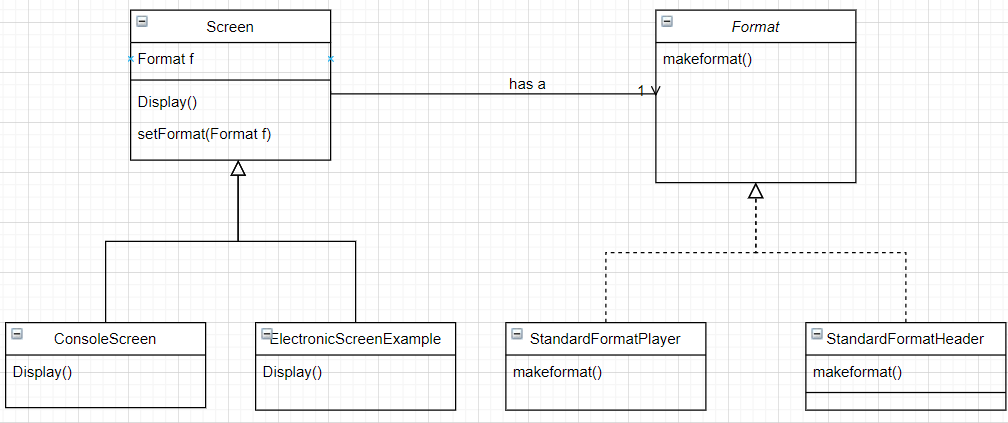 Screen
Format f
Display()
setFormat(Format f)
has a
1
Format
makeformat()
ConsoleScreen
Display()
ElectronicScreenExample
Display()
StandardFormatPlayer
makeformat()
StandardFormatHeader
makeformat()